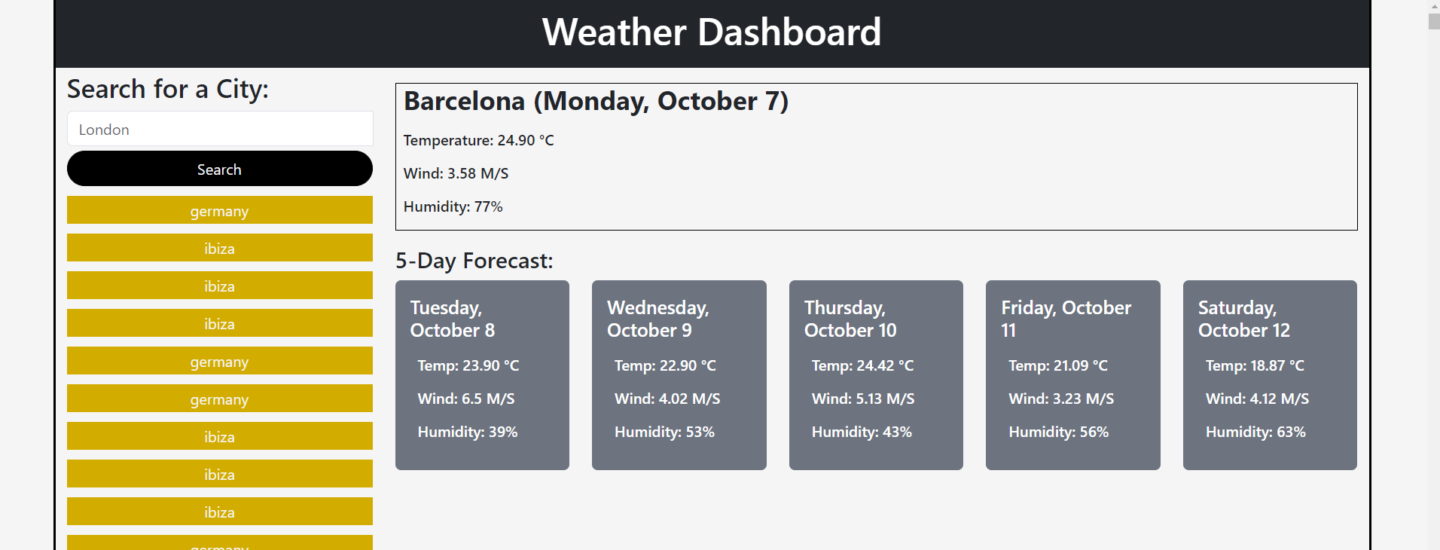 Weather Dashboard
Search for a City:
London
Search
germany
ibiza
ibiza
ibiza
germany
germany
ibiza
ibiza
ibiza
germany
Barcelona (Monday, October 7)
Temperature: 24.90 °C
Wind: 3.58 M/S
Humidity: 77%
5-Day Forecast:
Tuesday,
October 8
Temp: 23.90 °C
Wind: 6.5 M/S
Humidity: 39%
Wednesday,
October 9
Temp: 22.90 °C
Wind: 4.02 M/S
Humidity: 53%
Thursday,
October 10
Temp: 24.42 °C
Wind: 5.13 M/S
Humidity: 43%
Friday, October
11
Temp: 21.09 °C
Wind: 3.23 M/S
Humidity: 56%
Saturday,
October 12
Temp: 18.87 °C
Wind: 4.12 M/S
Humidity: 63%